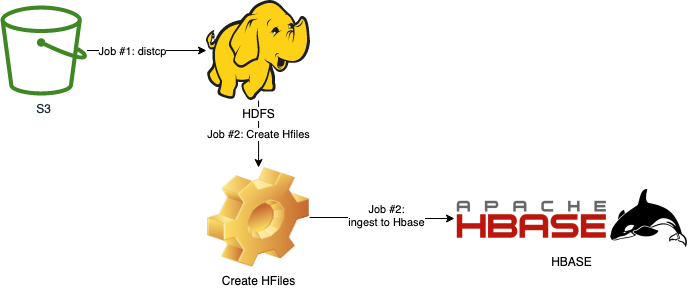 Job #1: distcp
S3
HDFS
Job #2: Create Hfiles
Job #2:
ingest to Hbase
APACHE
HBASE
Create HFiles
HBASE